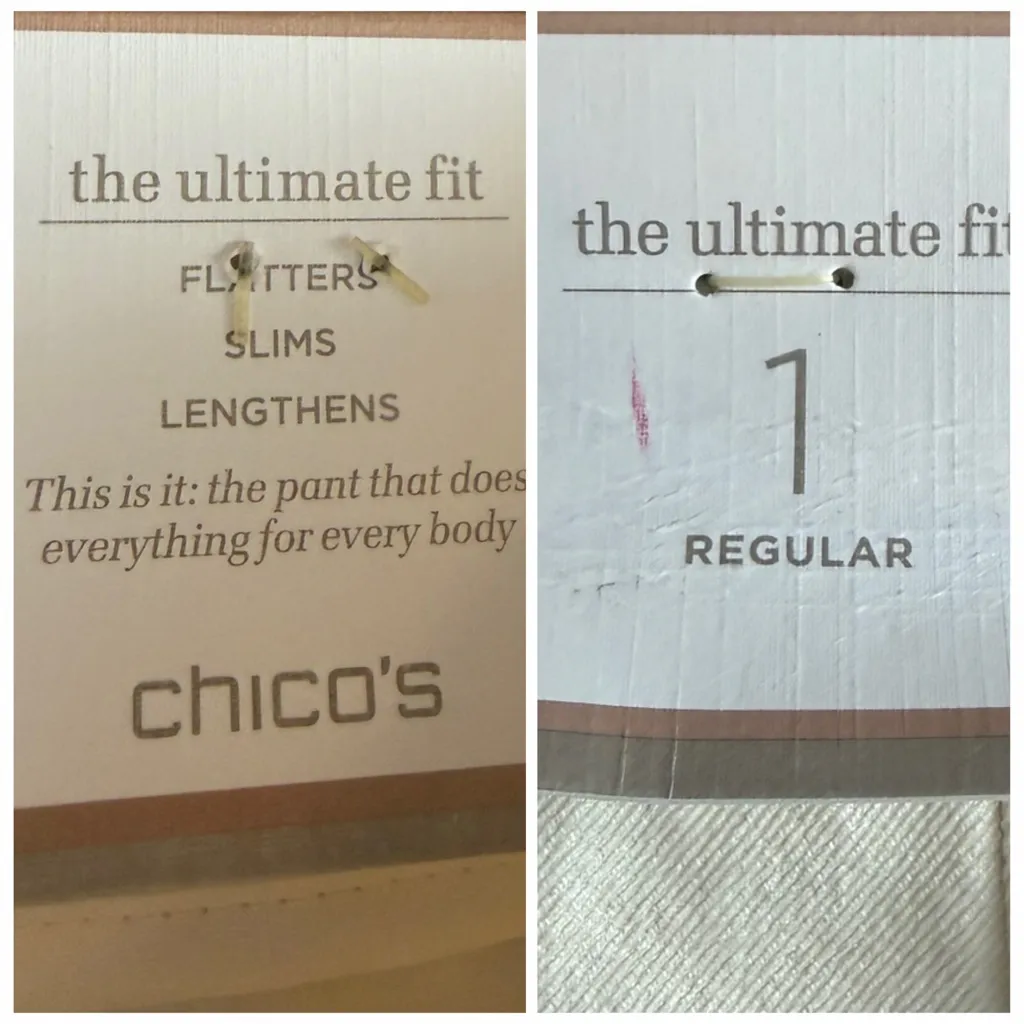 the ultimate fit
FLATTERS
SLIMS
LENGTHENS
This is it: the pant that does
everything for every body
chico's
the ultimate fit
1
REGULAR